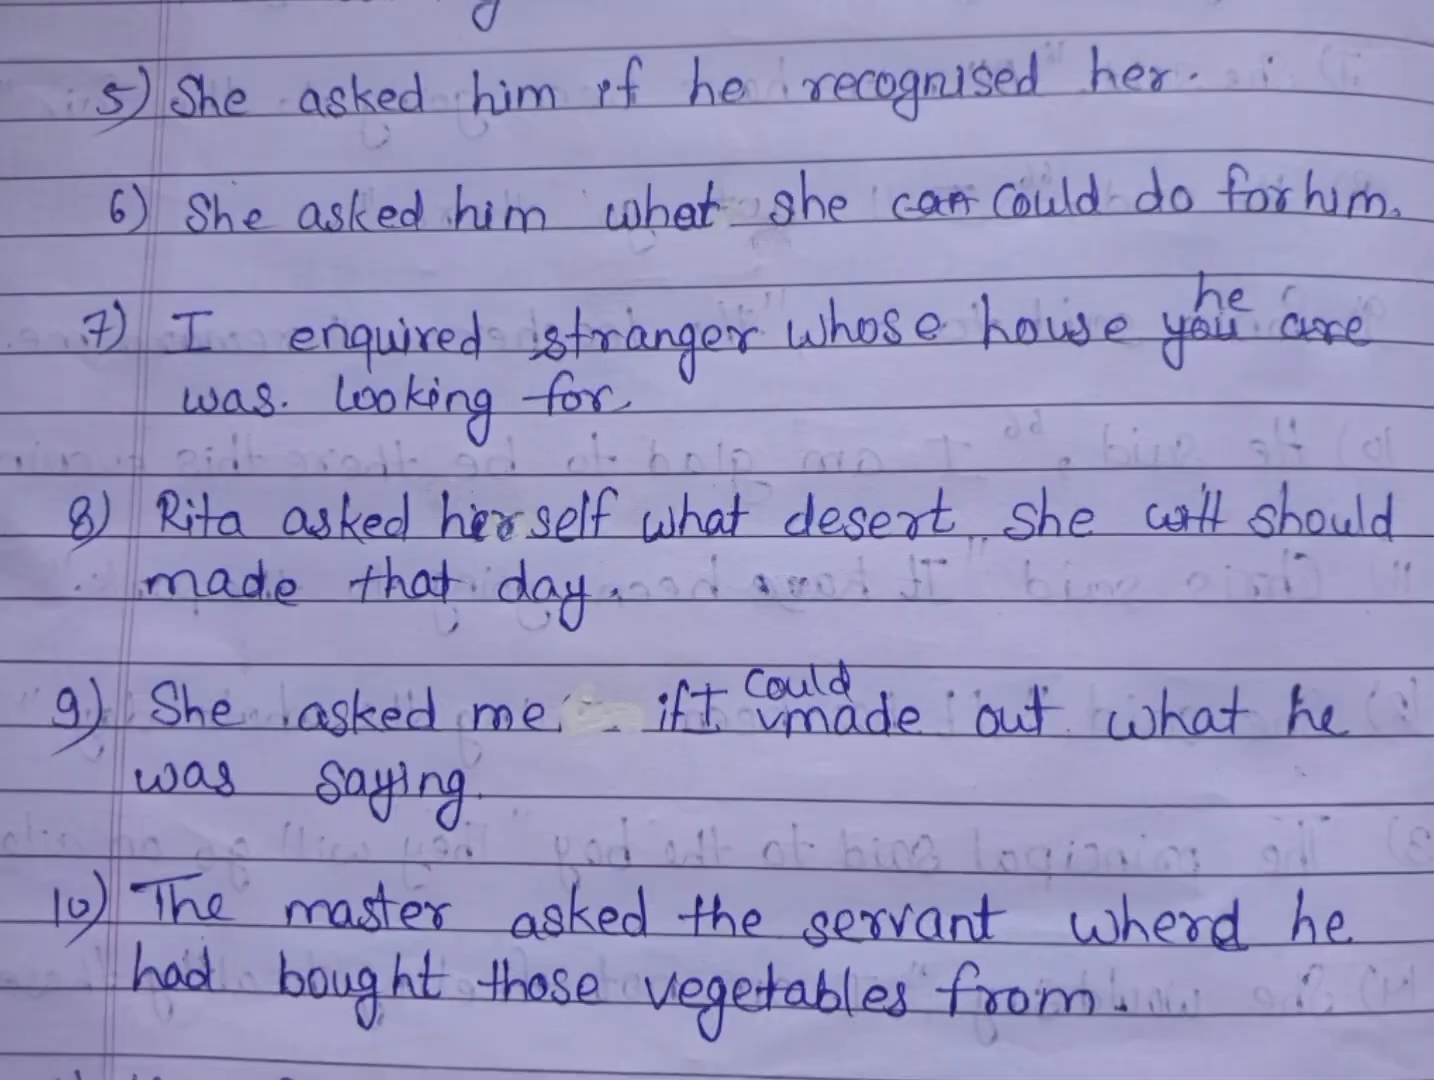 5) She asked him if he recognised her.
6) She asked him what she can could do for him.
he
7) I enquired stranger whose house you are
was. looking for.
8) Rita asked herself what desert she will should
made that day.
could
9) She asked me if I made out what he
was saying.
10) The master asked the servant wherd he
had bought those vegetables from.